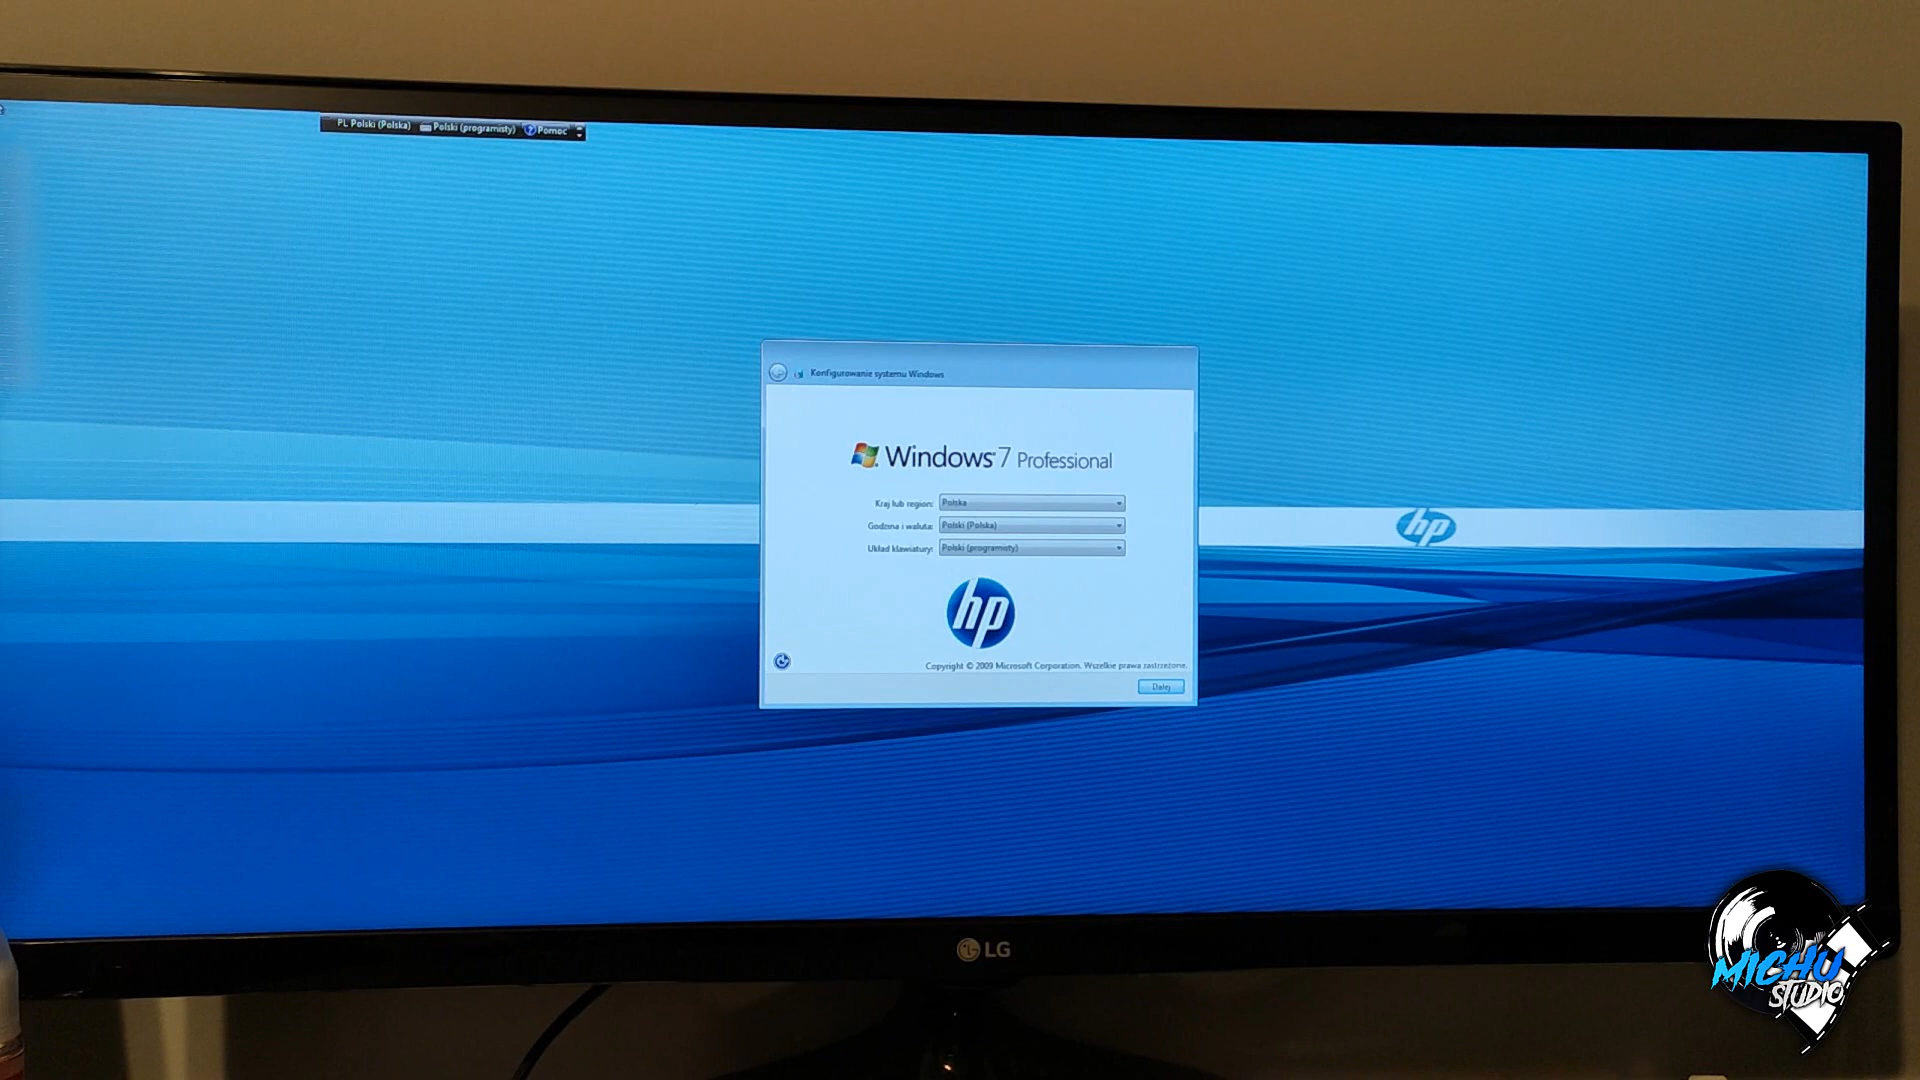 PL Polski (Polska) Polski (programisty) Pomoc
Konfigurowanie systemu Windows
Windows 7 Professional
Kraj lub region: Polska
Godzina i waluta: Polski (Polska)
Układ klawiatury: Polski (programisty)
hp
hp
Copyright © 2009 Microsoft Corporation. Wszelkie prawa zastrzeżone.
Dalej
LG
MICHU
STUDIO